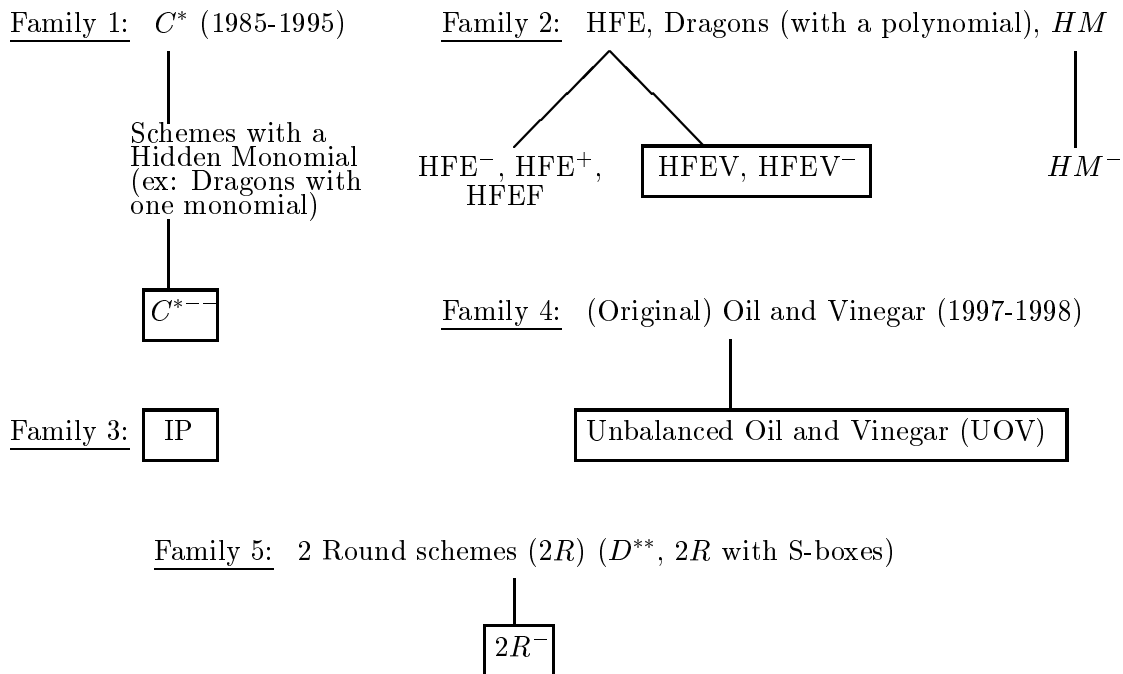 Family 1: C* (1985-1995)
Family 2: HFE, Dragons (with a polynomial), HM
Schemes with a
Hidden Monomial
(ex: Dragons with
one monomial)
HFE⁻, HFE⁺,
HFEF
HFEV, HFEV⁻
HM⁻
C*⁻⁻
Family 4: (Original) Oil and Vinegar (1997-1998)
Family 3: IP
Unbalanced Oil and Vinegar (UOV)
Family 5: 2 Round schemes (2R) (D**, 2R with S-boxes)
2R⁻